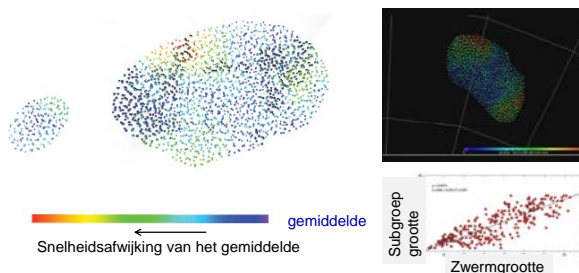 gemiddelde
Snelheidsafwijking van het gemiddelde
Subgroep
grootte
Zwermgrootte